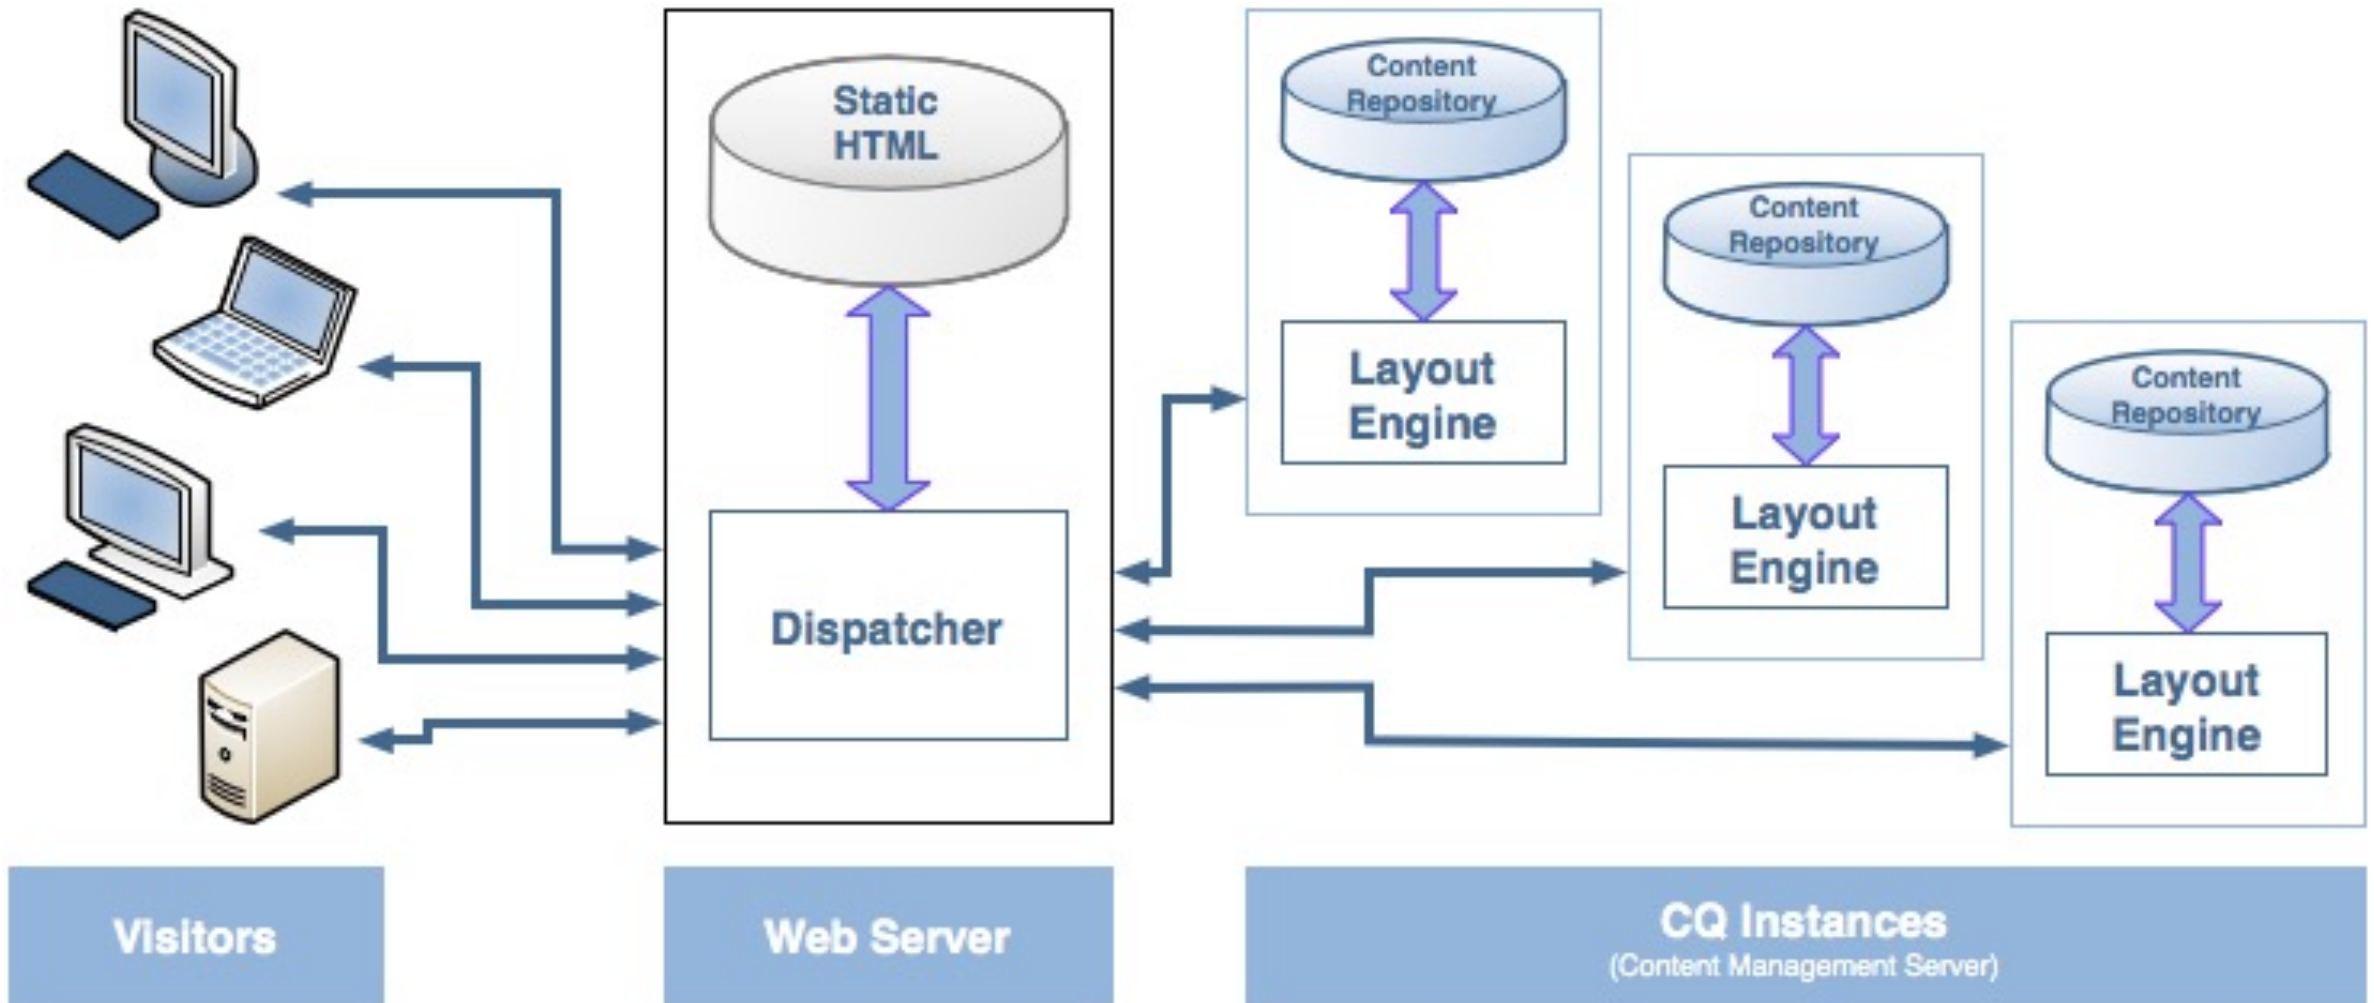 Static
HTML
Dispatcher
Content
Repository
Layout
Engine
Content
Repository
Layout
Engine
Content
Repository
Layout
Engine
Visitors
Web Server
CQ Instances
(Content Management Server)